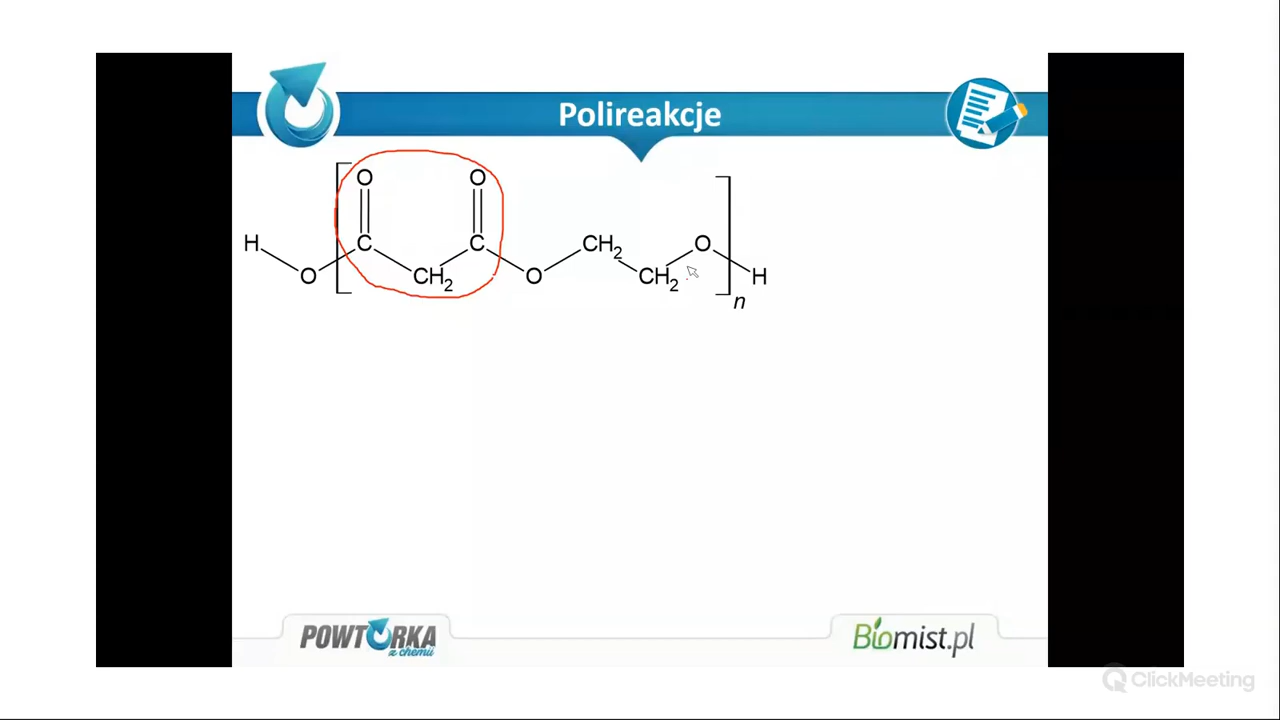 Polireakcje
O O
H C C CH2 O
O CH2 O CH2 H
n
POWTÓRKA
z chemii
Biomist.pl
ClickMeeting